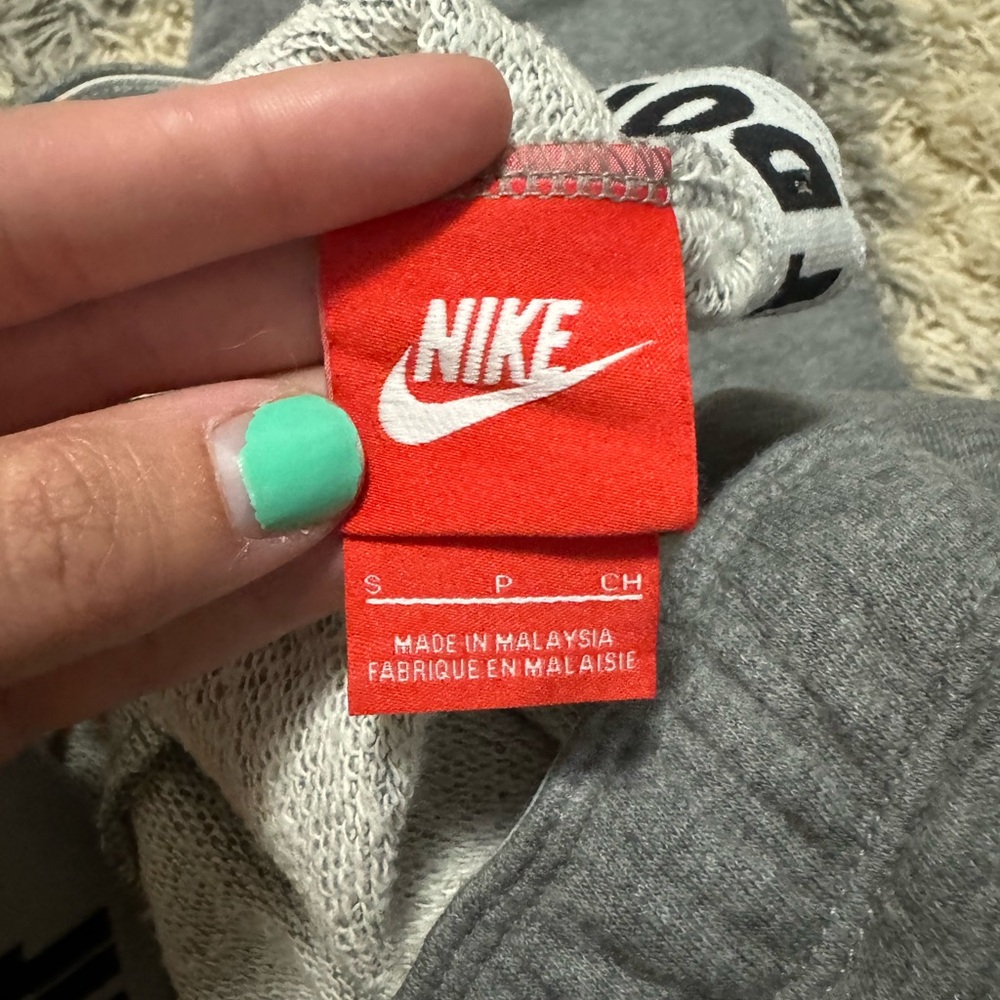 NIKE
S P CH
MADE IN MALAYSIA
FABRIQUE EN MALAISIE